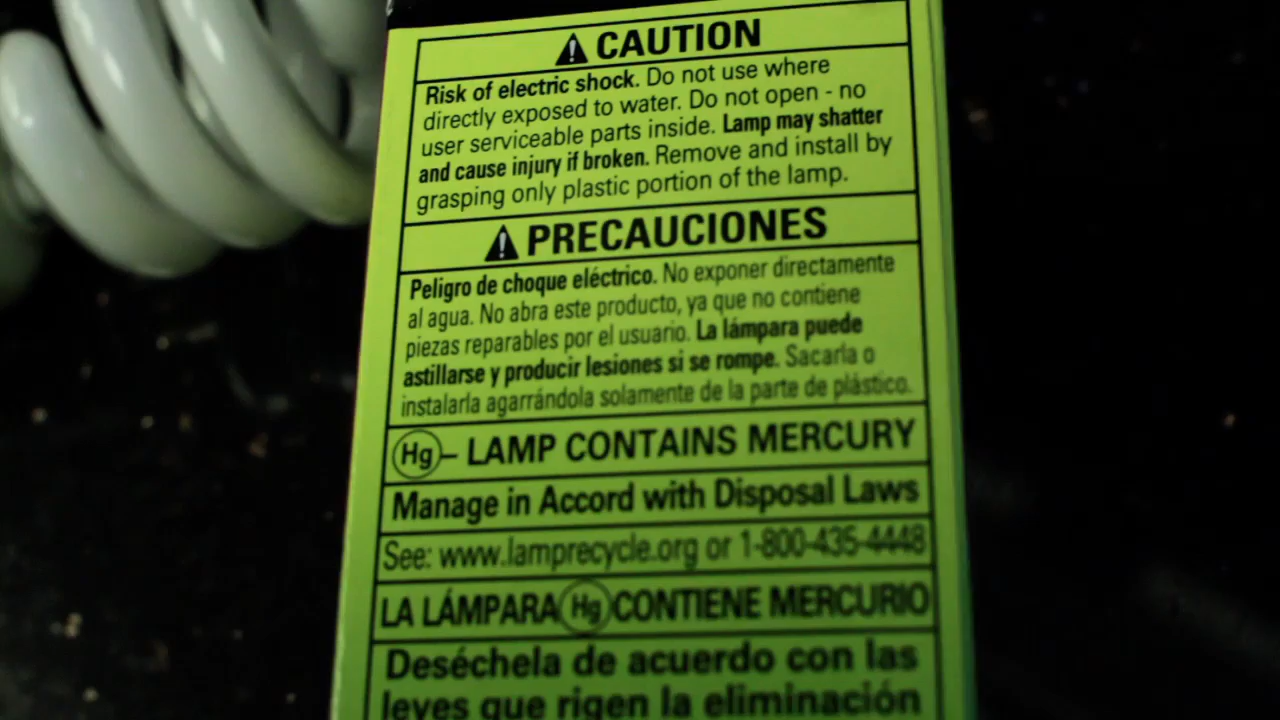 CAUTION
Risk of electric shock. Do not use where
directly exposed to water. Do not open - no
user serviceable parts inside. Lamp may shatter
and cause injury if broken. Remove and install by
grasping only plastic portion of the lamp.
PRECAUCIONES
Peligro de choque eléctrico. No exponer directamente
al agua. No abra este producto, ya que no contiene
piezas reparables por el usuario. La lámpara puede
astillarse y producir lesiones si se rompe. Sacarla o
instalarla agarrándola solamente de la parte de plástico.
Hg – LAMP CONTAINS MERCURY
Manage in Accord with Disposal Laws
See: www.lamprecycle.org or 1-800-435-4448
LA LÁMPARA Hg CONTIENE MERCURIO
Deséchela de acuerdo con las
leyes que rigen la eliminación